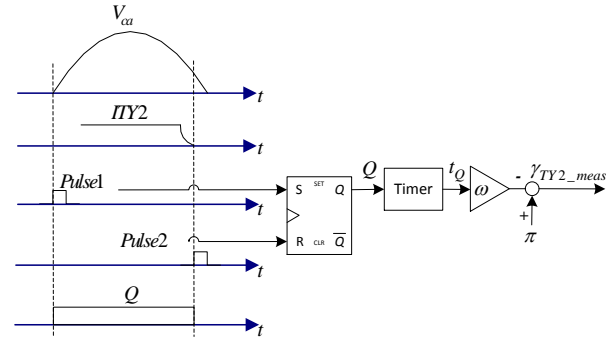 V_ca
t
ITY2
t
Pulse1
t
Pulse2
t
Q
t
S SET Q
R CLR Q̅
Q
Timer
t_Q
ω
-
γ_TY2_meas
+
π